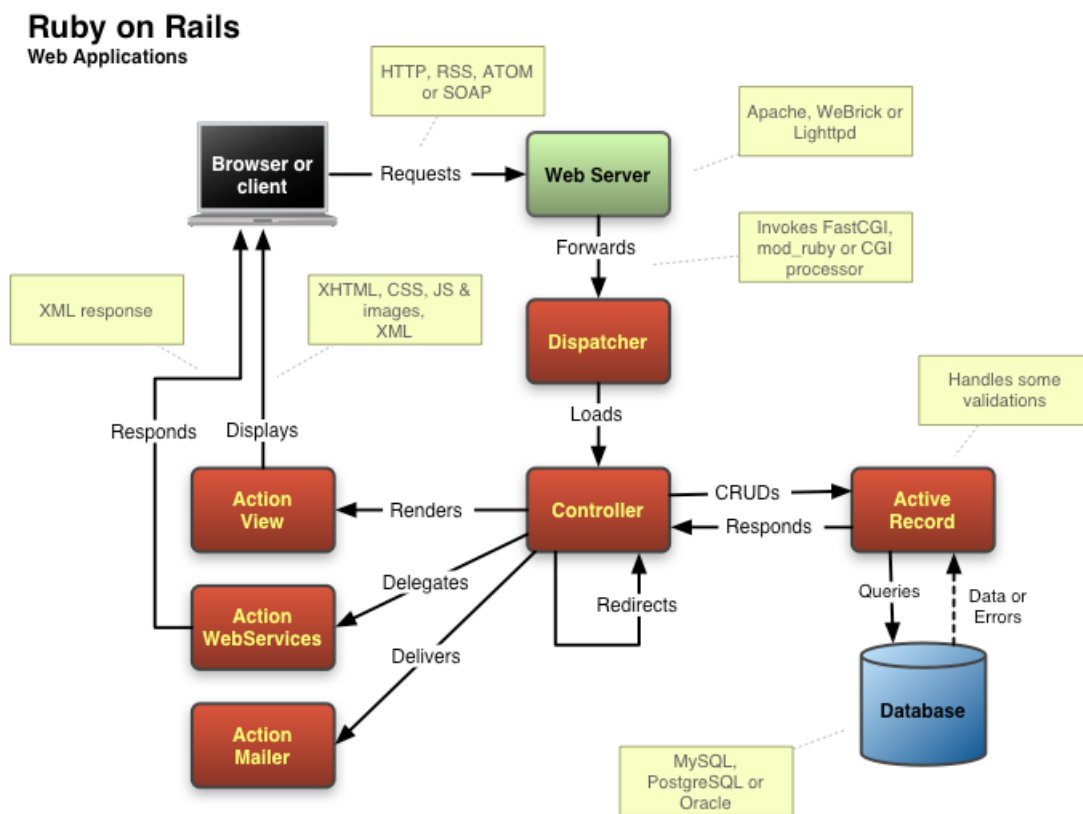 Ruby on Rails
Web Applications
HTTP, RSS, ATOM
or SOAP
Apache, WeBrick or
Lighttpd
Browser or
client
Requests
Web Server
Forwards
Invokes FastCGI,
mod_ruby or CGI
processor
XML response
XHTML, CSS, JS &
images,
XML
Dispatcher
Handles some
validations
Loads
Responds
Displays
Action
View
Renders
Controller
CRUDs
Responds
Active
Record
Delegates
Redirects
Queries
Data or
Errors
Action
WebServices
Delivers
Action
Mailer
Database
MySQL,
PostgreSQL or
Oracle